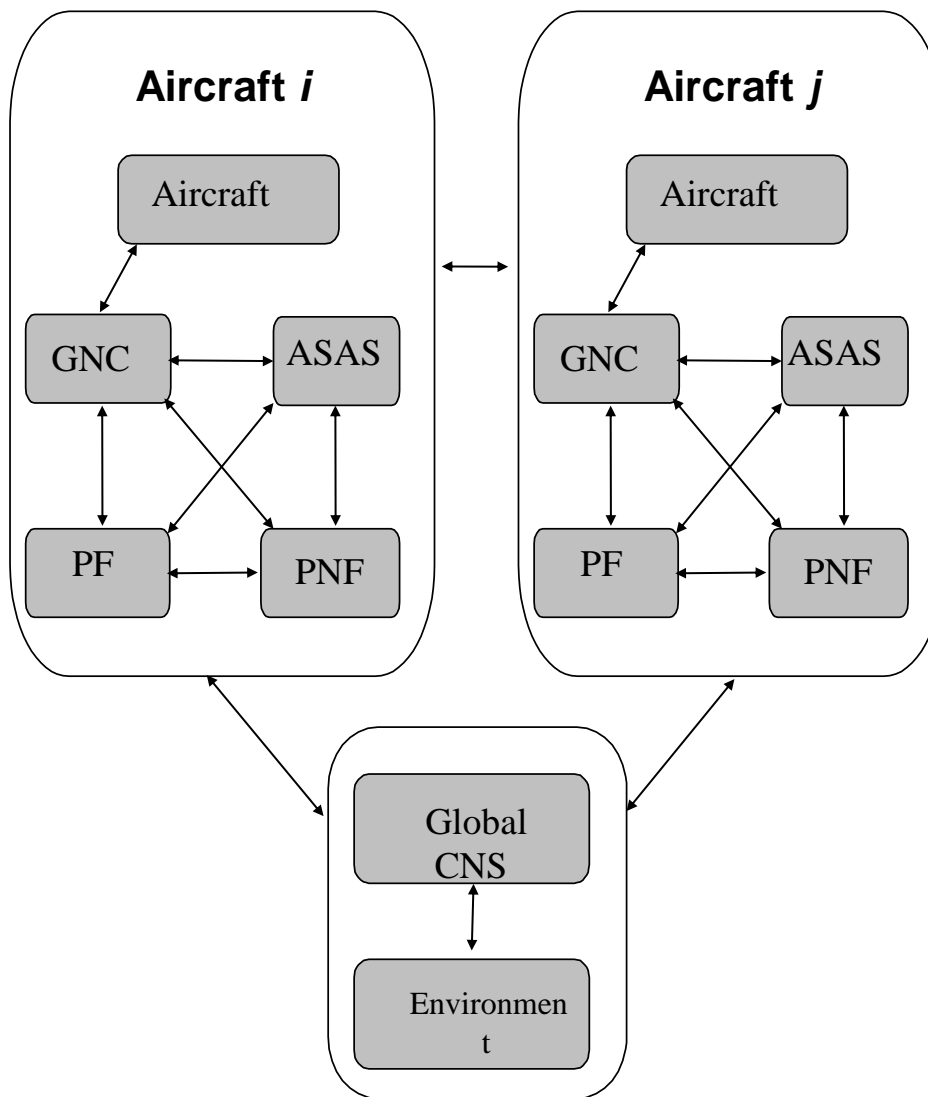 Aircraft i
Aircraft
GNC
ASAS
PF
PNF
Aircraft j
Aircraft
GNC
ASAS
PF
PNF
Global
CNS
Environmen
t